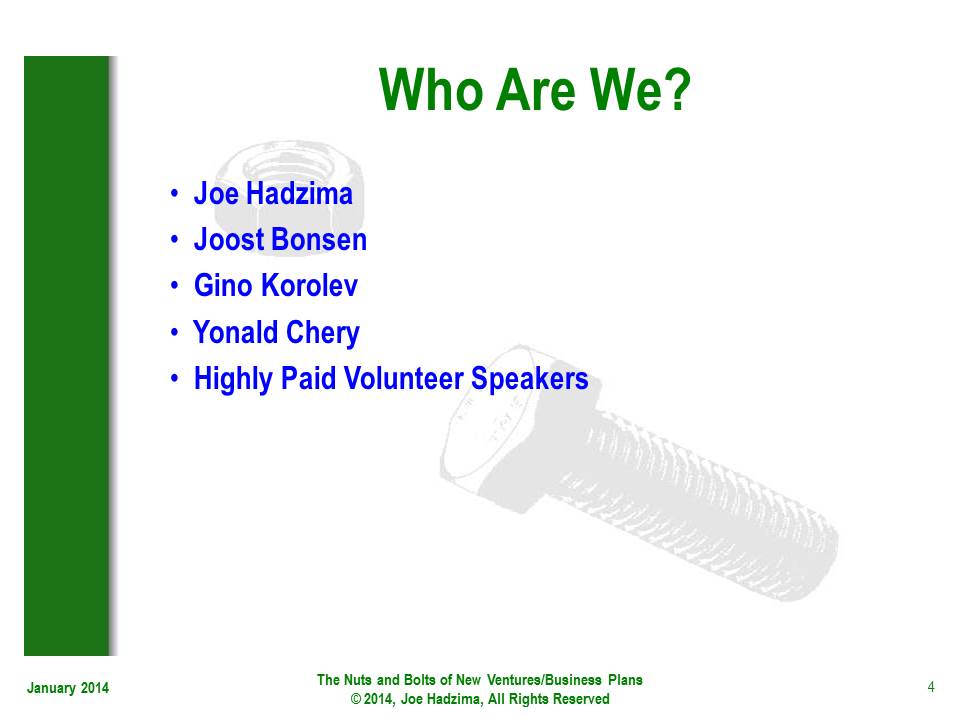 Who Are We?
• Joe Hadzima
• Joost Bonsen
• Gino Korolev
• Yonald Chery
• Highly Paid Volunteer Speakers
January 2014
The Nuts and Bolts of New Ventures/Business Plans
© 2014, Joe Hadzima, All Rights Reserved
4